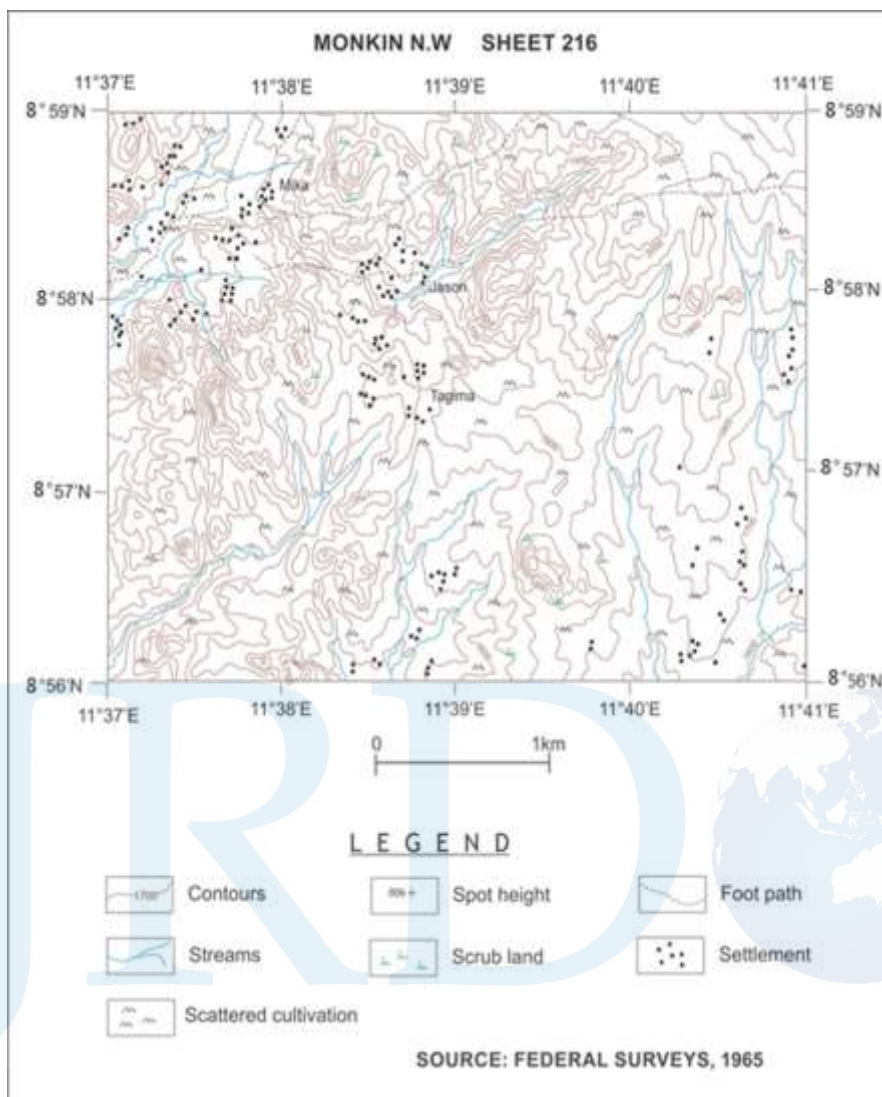 MONKIN N.W SHEET 216
11°37'E 11°38'E 11°39'E 11°40'E 11°41'E
8°59'N 8°59'N
Mika
8°58'N 8°58'N
Jason
Tagima
8°57'N 8°57'N
8°56'N 8°56'N
11°37'E 11°38'E 11°39'E 11°40'E 11°41'E
0 1km
LEGEND
1700 Contours
Spot height
Foot path
Streams
Scrub land
Settlement
Scattered cultivation
SOURCE: FEDERAL SURVEYS, 1965
JRDO